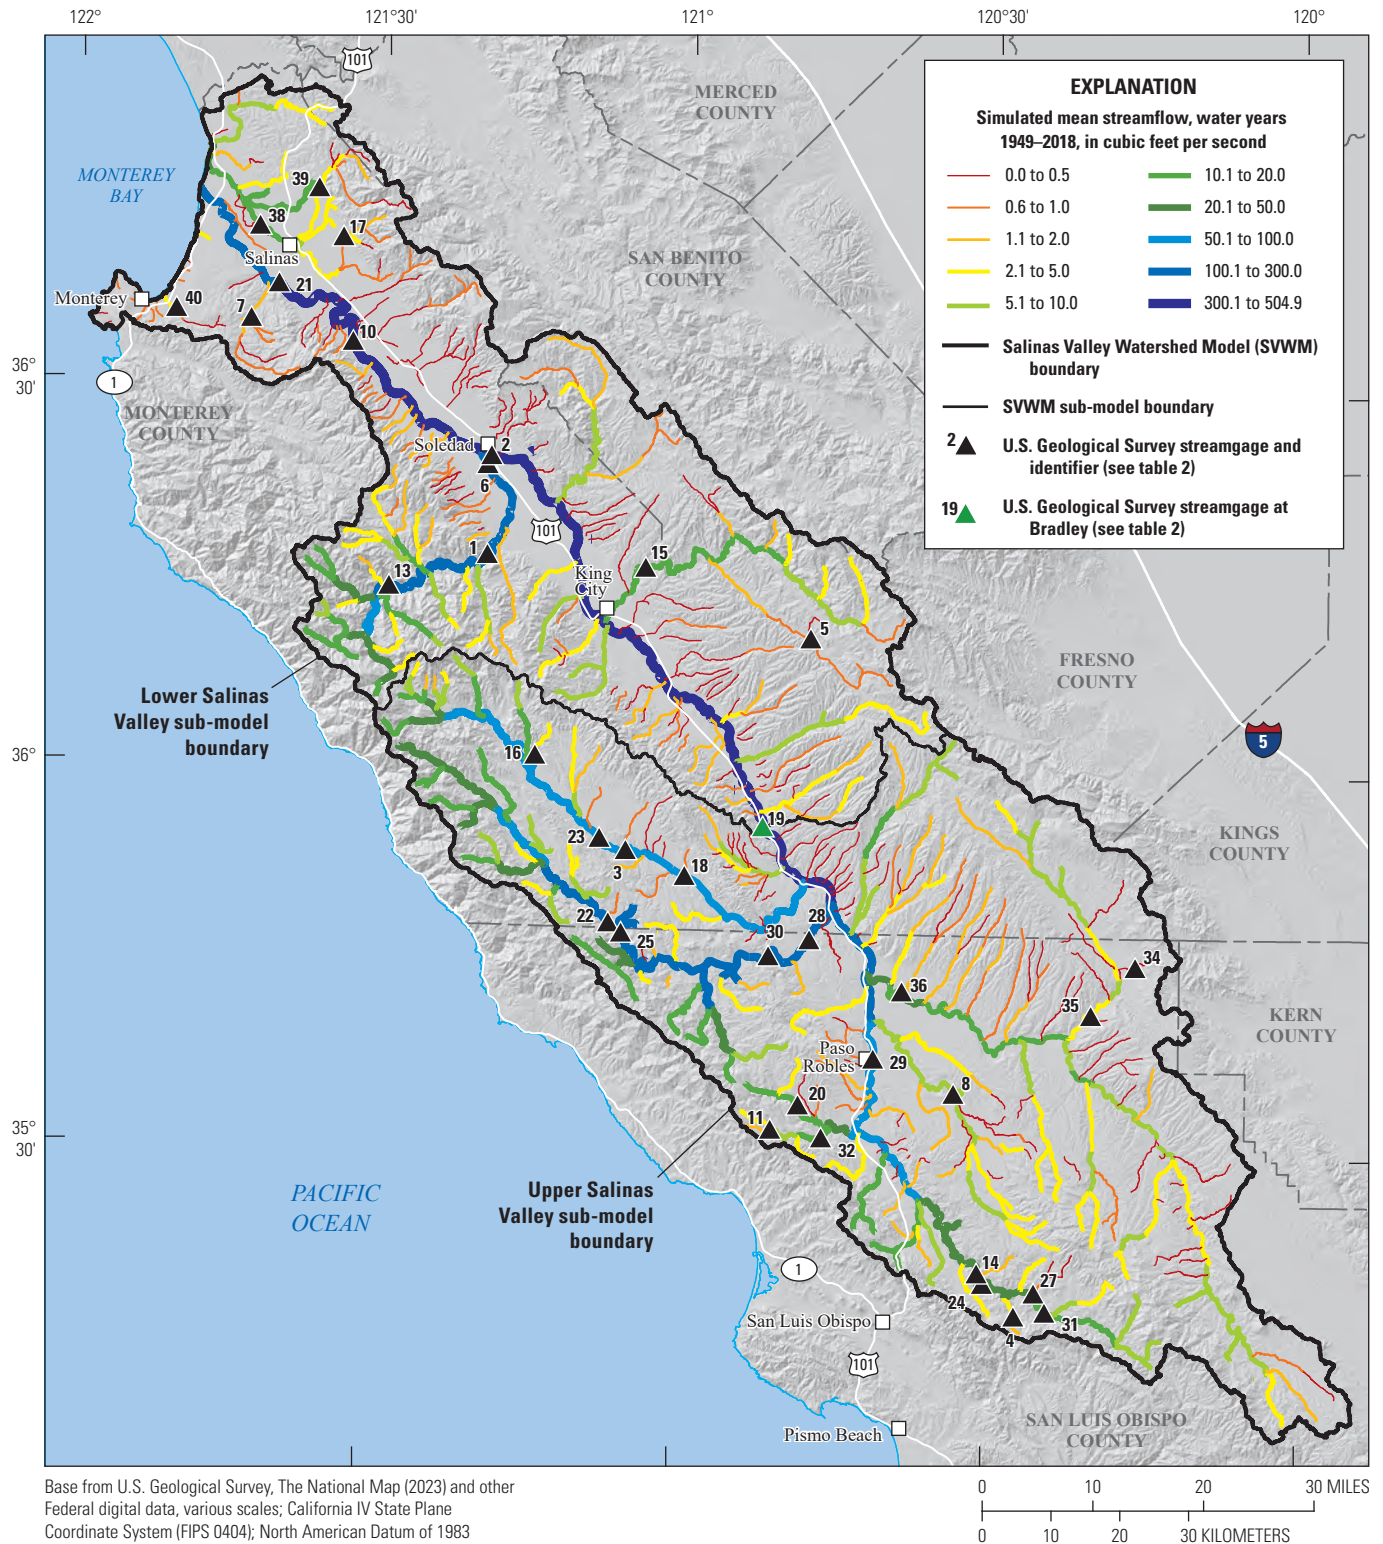 122°
121°30'
121°
120°30'
120°
101
MERCED
COUNTY
MONTEREY
BAY
39
38
17
Salinas
SAN BENITO
COUNTY
21
Monterey
40
7
10
36°
30'
1
MONTEREY
COUNTY
Soledad
2
6
101
1
13
King
City
15
5
FRESNO
COUNTY
Lower Salinas
Valley sub-model
boundary
36°
16
5
19
KINGS
COUNTY
23
3
18
22
25
30
28
34
36
35
KERN
COUNTY
Paso
Robles
29
8
20
11
32
35°
30'
PACIFIC
OCEAN
Upper Salinas
Valley sub-model
boundary
1
14
24
27
4
31
San Luis Obispo
101
SAN LUIS OBISPO
COUNTY
Pismo Beach
EXPLANATION
Simulated mean streamflow, water years
1949–2018, in cubic feet per second
0.0 to 0.5
0.6 to 1.0
1.1 to 2.0
2.1 to 5.0
5.1 to 10.0
10.1 to 20.0
20.1 to 50.0
50.1 to 100.0
100.1 to 300.0
300.1 to 504.9
Salinas Valley Watershed Model (SVWM)
boundary
SVWM sub-model boundary
2
U.S. Geological Survey streamgage and
identifier (see table 2)
19
U.S. Geological Survey streamgage at
Bradley (see table 2)
Base from U.S. Geological Survey, The National Map (2023) and other
Federal digital data, various scales; California IV State Plane
Coordinate System (FIPS 0404); North American Datum of 1983
0 10 20 30 MILES
0 10 20 30 KILOMETERS